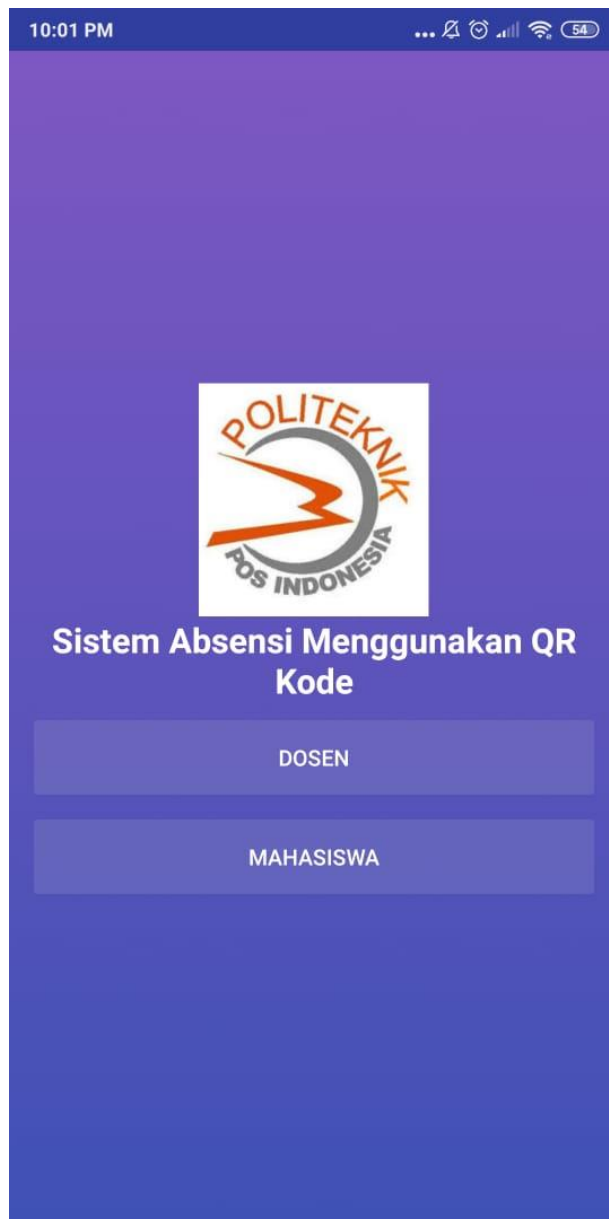 10:01 PM
54
POLITEKNIK
POS INDONESIA
Sistem Absensi Menggunakan QR
Kode
DOSEN
MAHASISWA